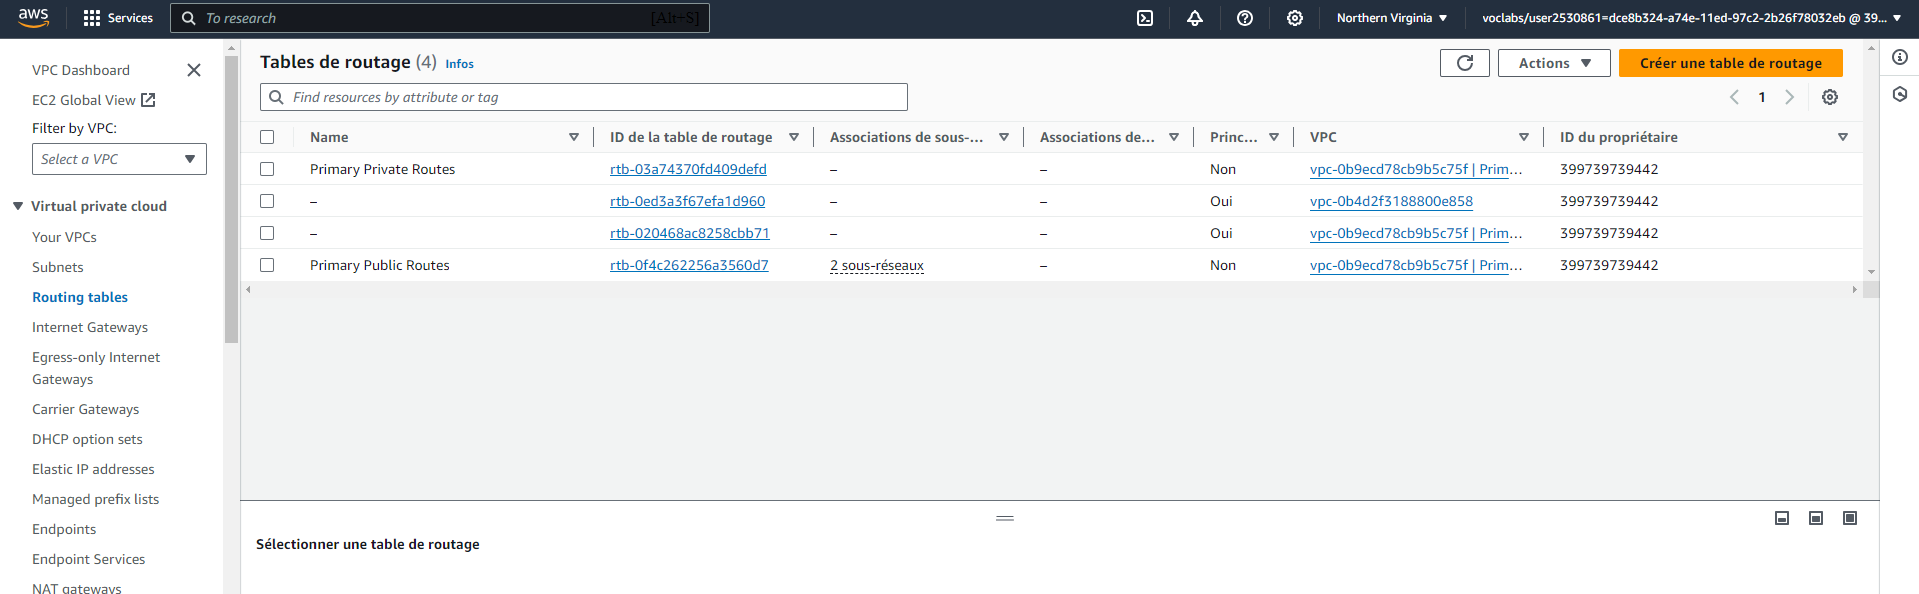 aws
Services
To research
[Alt+S]
Northern Virginia
voclabs/user2530861=dce8b324-a74e-11ed-97c2-2b26f78032eb @ 39...
VPC Dashboard
EC2 Global View
Filter by VPC:
Select a VPC
Virtual private cloud
Your VPCs
Subnets
Routing tables
Internet Gateways
Egress-only Internet
Gateways
Carrier Gateways
DHCP option sets
Elastic IP addresses
Managed prefix lists
Endpoints
Endpoint Services
NAT gateways
Tables de routage (4) Infos
Actions
Créer une table de routage
Find resources by attribute or tag
1
Name ID de la table de routage Associations de sous-... Associations de... Princ... VPC ID du propriétaire
Primary Private Routes rtb-03a74370fd409defd – – Non vpc-0b9ecd78cb9b5c75f | Prim... 399739739442
– rtb-0ed3a3f67efa1d960 – – Oui vpc-0b4d2f3188800e858 399739739442
– rtb-020468ac8258cbb71 – – Oui vpc-0b9ecd78cb9b5c75f | Prim... 399739739442
Primary Public Routes rtb-0f4c262256a3560d7 2 sous-réseaux – Non vpc-0b9ecd78cb9b5c75f | Prim... 399739739442
Sélectionner une table de routage